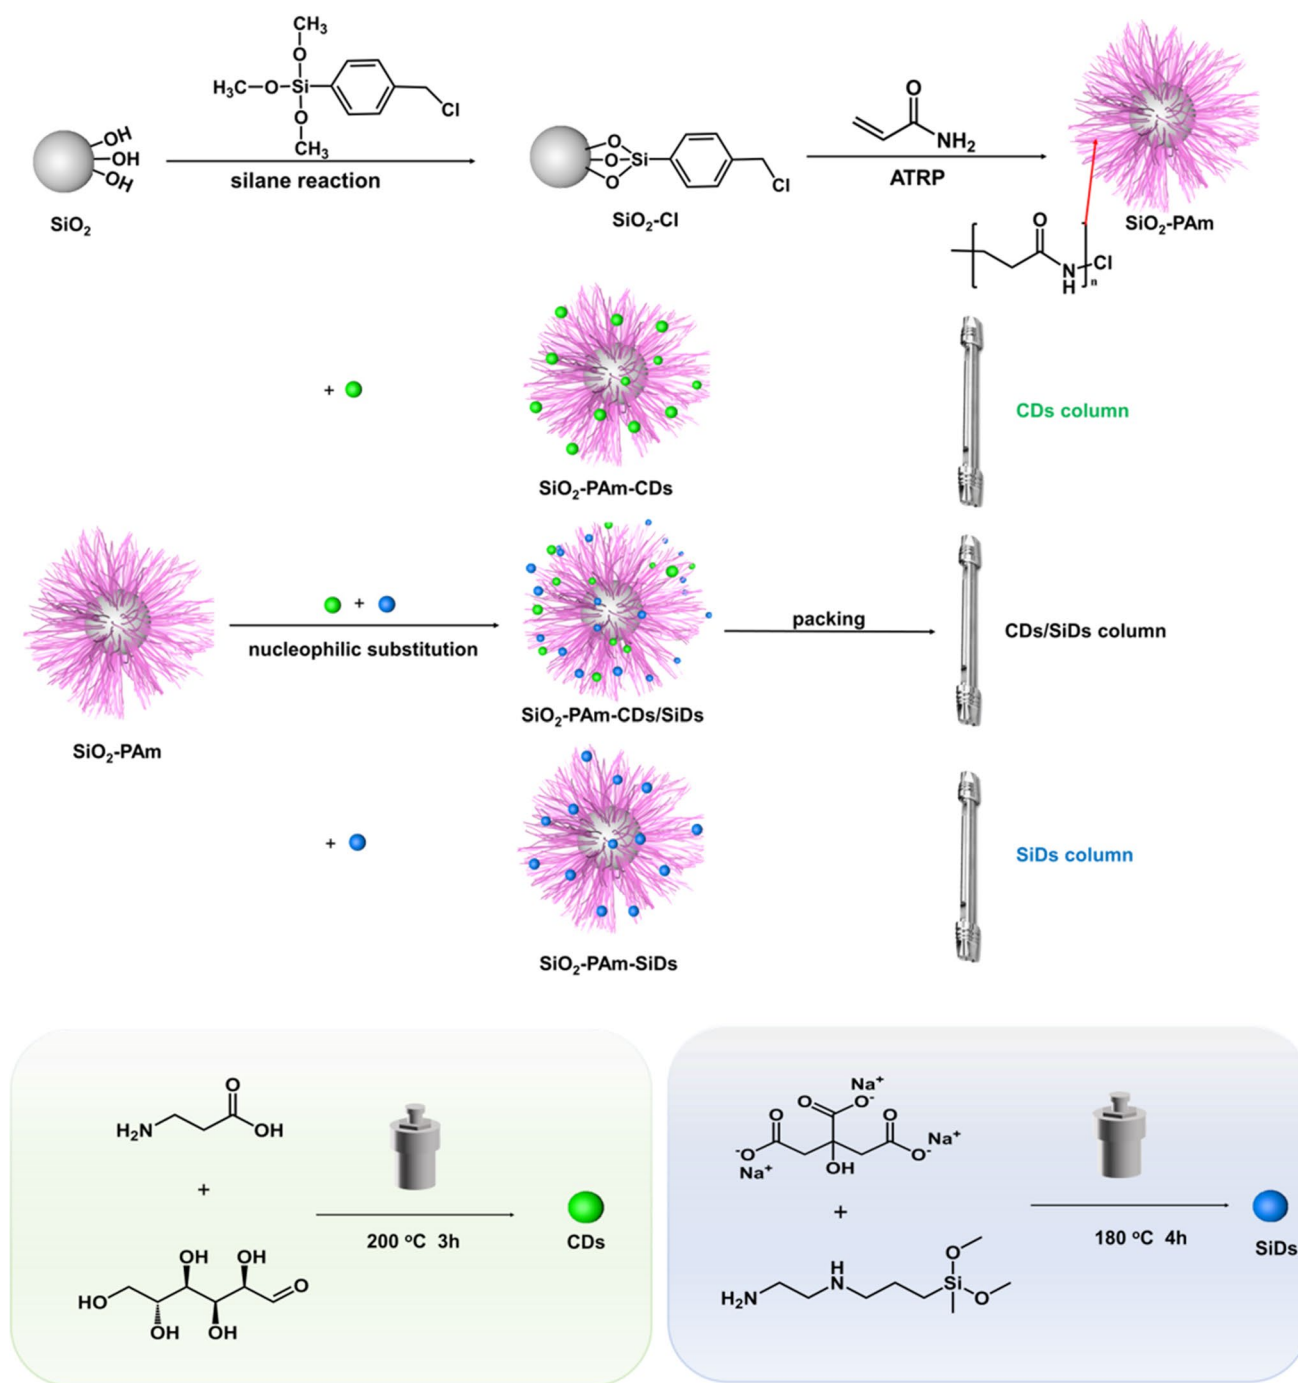 CH₃
O
H₃C-O-Si
Cl
O
CH₃
OH
OH
OH
silane reaction
SiO₂
O
O
O
Si
Cl
SiO₂-Cl
O
NH₂
ATRP
SiO₂-PAm
O
N
H
Cl
n
+
SiO₂-PAm-CDs
CDs column
+
nucleophilic substitution
SiO₂-PAm
SiO₂-PAm-CDs/SiDs
packing
CDs/SiDs column
+
SiO₂-PAm-SiDs
SiDs column
H₂N
O
OH
+
HO
OH
OH
OH
OH
OH
O
200 °C 3h
CDs
Na⁺
O
O⁻
O
O
⁻O
Na⁺
OH
O⁻
Na⁺
+
H₂N
H
N
Si
O
O
180 °C 4h
SiDs